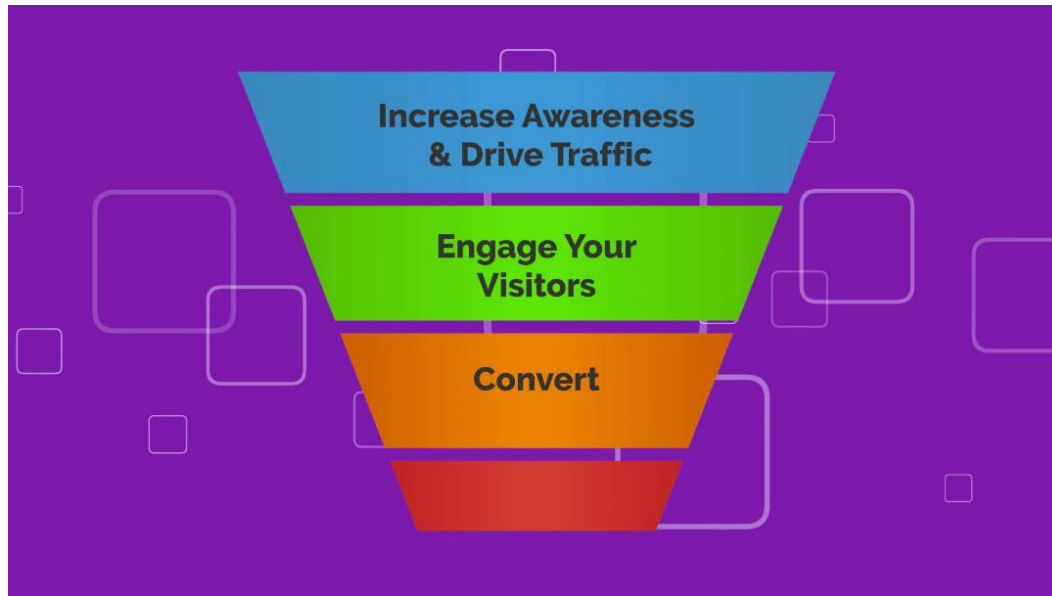 Increase Awareness
& Drive Traffic
Engage Your
Visitors
Convert